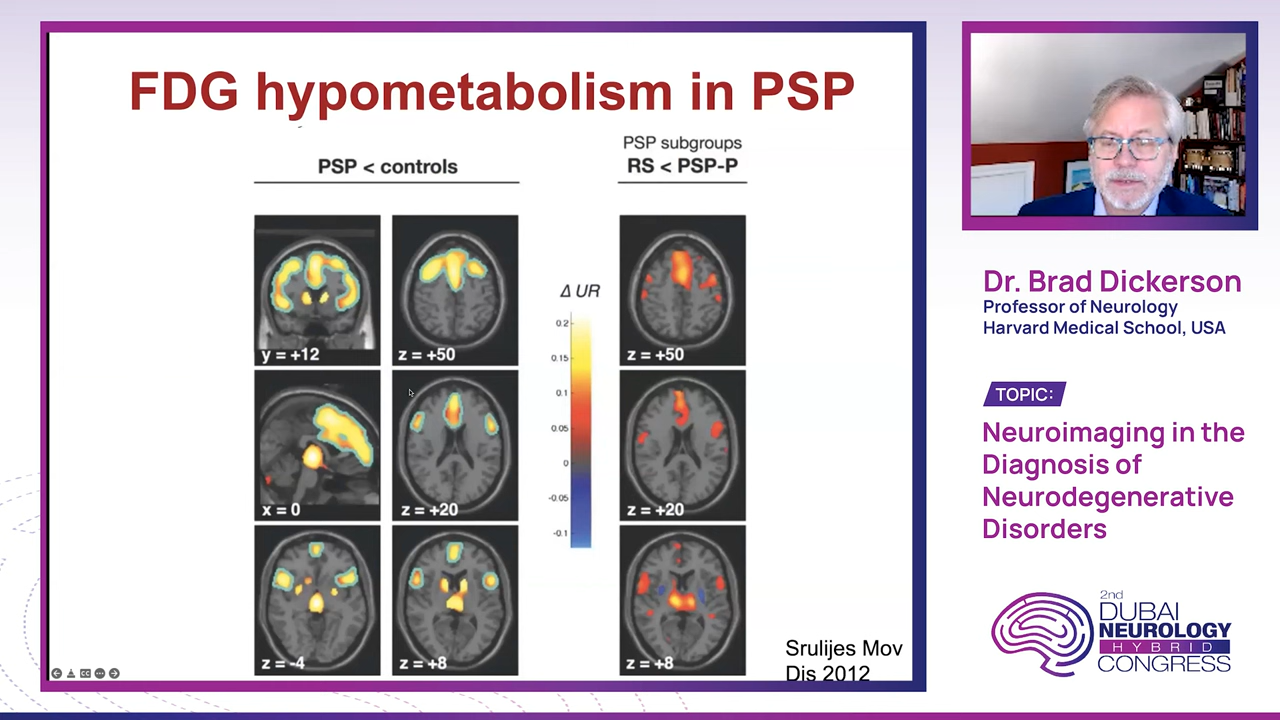 FDG hypometabolism in PSP
PSP < controls
PSP subgroups
RS < PSP-P
y = +12
z = +50
Δ UR
0.2
0.15
0.1
0.05
0
-0.05
-0.1
z = +50
x = 0
z = +20
z = +20
z = -4
z = +8
z = +8
Srulijes Mov
Dis 2012
Dr. Brad Dickerson
Professor of Neurology
Harvard Medical School, USA
TOPIC:
Neuroimaging in the
Diagnosis of
Neurodegenerative
Disorders
2nd
DUBAI
NEUROLOGY
HYBRID
CONGRESS